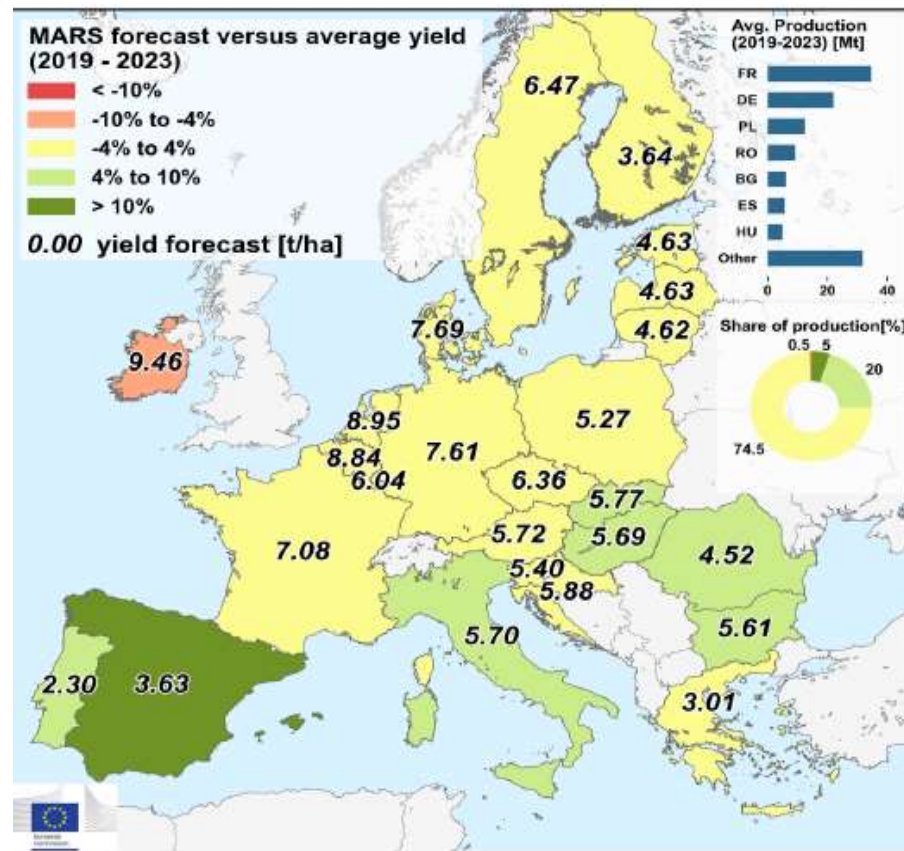 MARS forecast versus average yield
(2019 - 2023)
< -10%
-10% to -4%
-4% to 4%
4% to 10%
> 10%
0.00 yield forecast [t/ha]
Avg. Production
(2019-2023) [Mt]
FR
DE
PL
RO
BG
ES
HU
Other
0 20 40
Share of production[%]
0.5 5
20
74.5
6.47
3.64
4.63
4.63
4.62
7.69
9.46
8.95
5.27
7.61
8.84
6.04
6.36
5.77
5.72
5.69
7.08
5.40
4.52
5.88
5.61
5.70
2.30
3.63
3.01
European
Commission